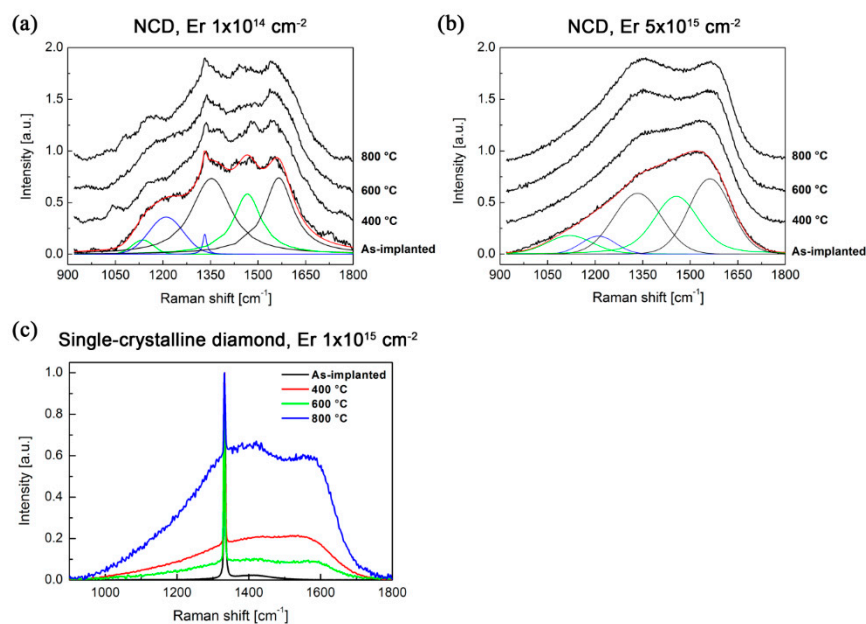 (a)
NCD, Er 1x10¹⁴ cm⁻²
2.0
1.5
1.0
0.5
0.0
Intensity [a.u.]
800 °C
600 °C
400 °C
As-implanted
900 1050 1200 1350 1500 1650 1800
Raman shift [cm⁻¹]
(b)
NCD, Er 5x10¹⁵ cm⁻²
2.0
1.5
1.0
0.5
0.0
Intensity [a.u.]
800 °C
600 °C
400 °C
As-implanted
900 1050 1200 1350 1500 1650 1800
Raman shift [cm⁻¹]
(c)
Single-crystalline diamond, Er 1x10¹⁵ cm⁻²
As-implanted
400 °C
600 °C
800 °C
1.0
0.8
0.6
0.4
0.2
0.0
Intensity [a.u.]
1000 1200 1400 1600 1800
Raman shift [cm⁻¹]